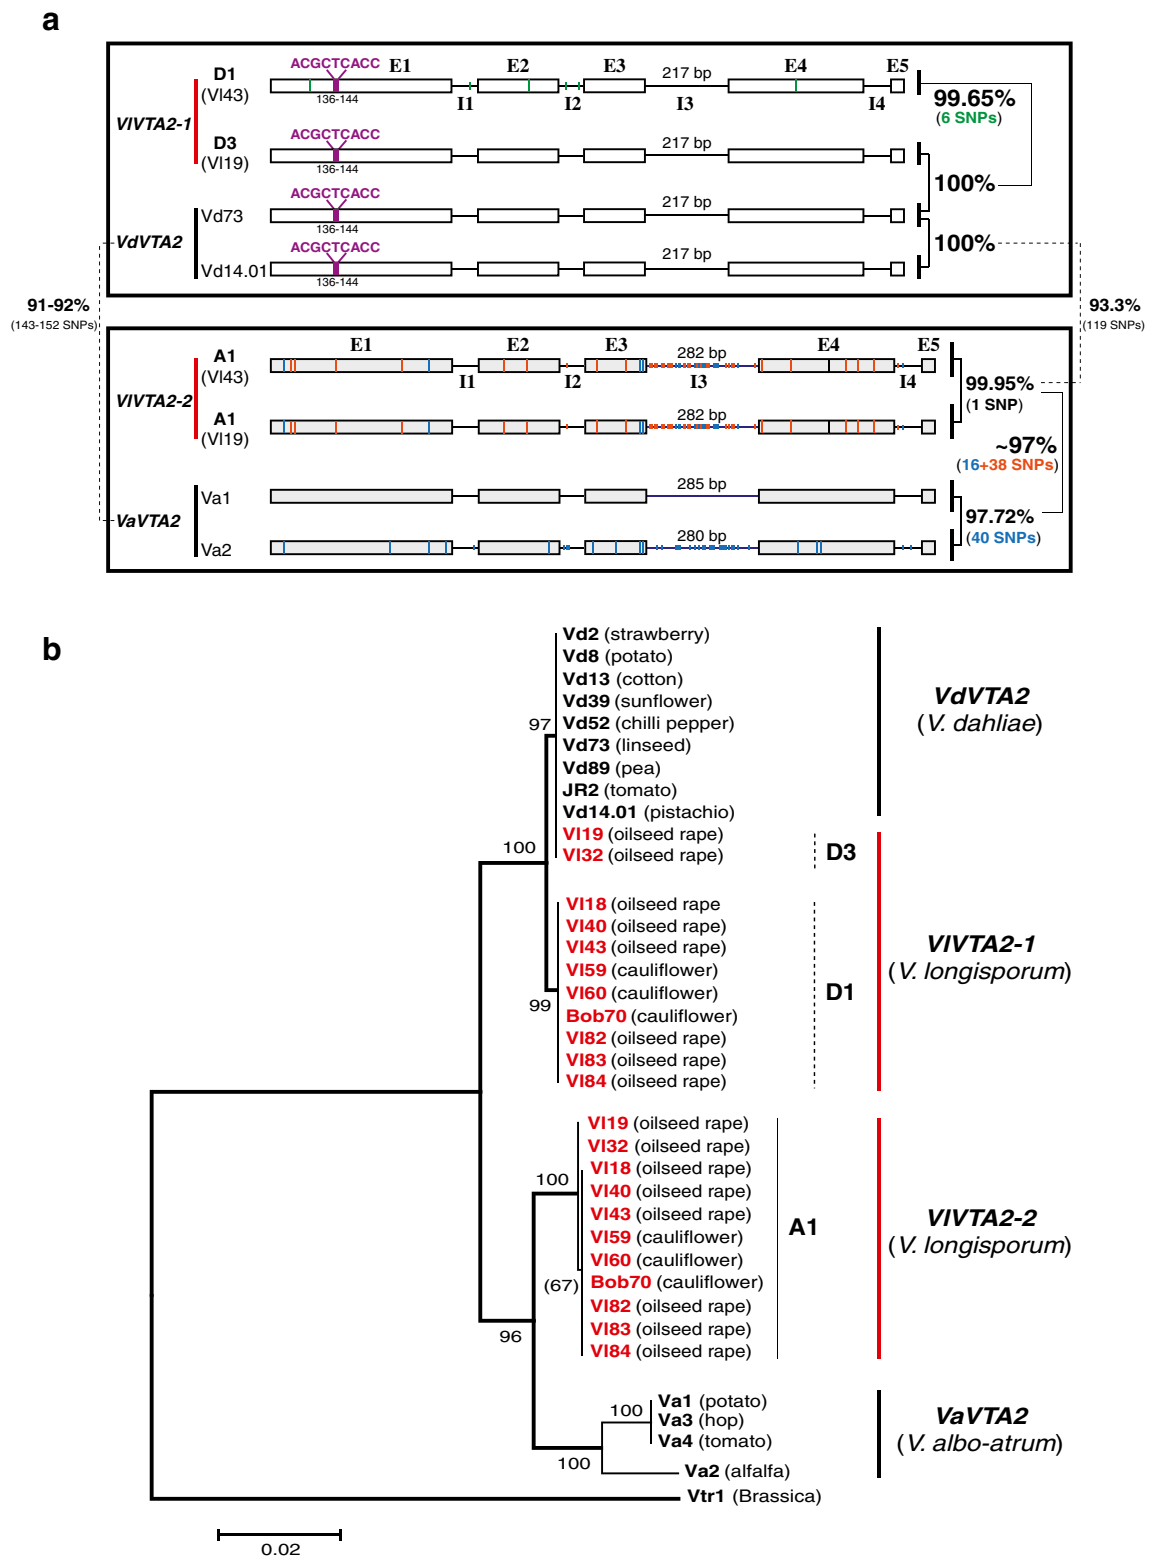 a
ACGCTCACC
D1
(Vl43)
E1
E2
E3
217 bp
E4
E5
136-144
I1
I2
I3
I4
99.65%
(6 SNPs)
VlVTA2-1
ACGCTCACC
D3
(Vl19)
217 bp
136-144
100%
ACGCTCACC
Vd73
217 bp
136-144
VdVTA2
100%
ACGCTCACC
Vd14.01
217 bp
136-144
91-92%
(143-152 SNPs)
93.3%
(119 SNPs)
A1
(Vl43)
E1
E2
E3
282 bp
E4
E5
I1
I2
I3
I4
99.95%
(1 SNP)
VlVTA2-2
A1
(Vl19)
282 bp
~97%
(16+38 SNPs)
Va1
285 bp
VaVTA2
97.72%
(40 SNPs)
Va2
280 bp
b
Vd2 (strawberry)
Vd8 (potato)
Vd13 (cotton)
Vd39 (sunflower)
Vd52 (chilli pepper)
Vd73 (linseed)
Vd89 (pea)
JR2 (tomato)
Vd14.01 (pistachio)
VdVTA2
(V. dahliae)
97
Vl19 (oilseed rape)
Vl32 (oilseed rape)
D3
100
Vl18 (oilseed rape
Vl40 (oilseed rape)
Vl43 (oilseed rape)
Vl59 (cauliflower)
Vl60 (cauliflower)
Bob70 (cauliflower)
Vl82 (oilseed rape)
Vl83 (oilseed rape)
Vl84 (oilseed rape)
D1
99
VlVTA2-1
(V. longisporum)
Vl19 (oilseed rape)
Vl32 (oilseed rape)
Vl18 (oilseed rape)
Vl40 (oilseed rape)
Vl43 (oilseed rape)
Vl59 (cauliflower)
Vl60 (cauliflower)
Bob70 (cauliflower)
Vl82 (oilseed rape)
Vl83 (oilseed rape)
Vl84 (oilseed rape)
100
(67)
A1
VlVTA2-2
(V. longisporum)
96
Va1 (potato)
Va3 (hop)
Va4 (tomato)
100
Va2 (alfalfa)
100
VaVTA2
(V. albo-atrum)
Vtr1 (Brassica)
0.02